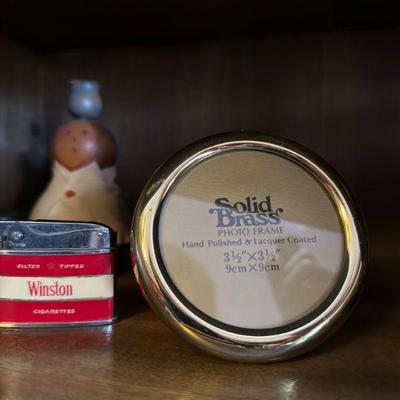 FILTER TIPPED
Winston
CIGARETTES
Solid
Brass
PHOTO FRAME
Hand Polished & Lacquer Coated
3½"×3½"
9cm×9cm